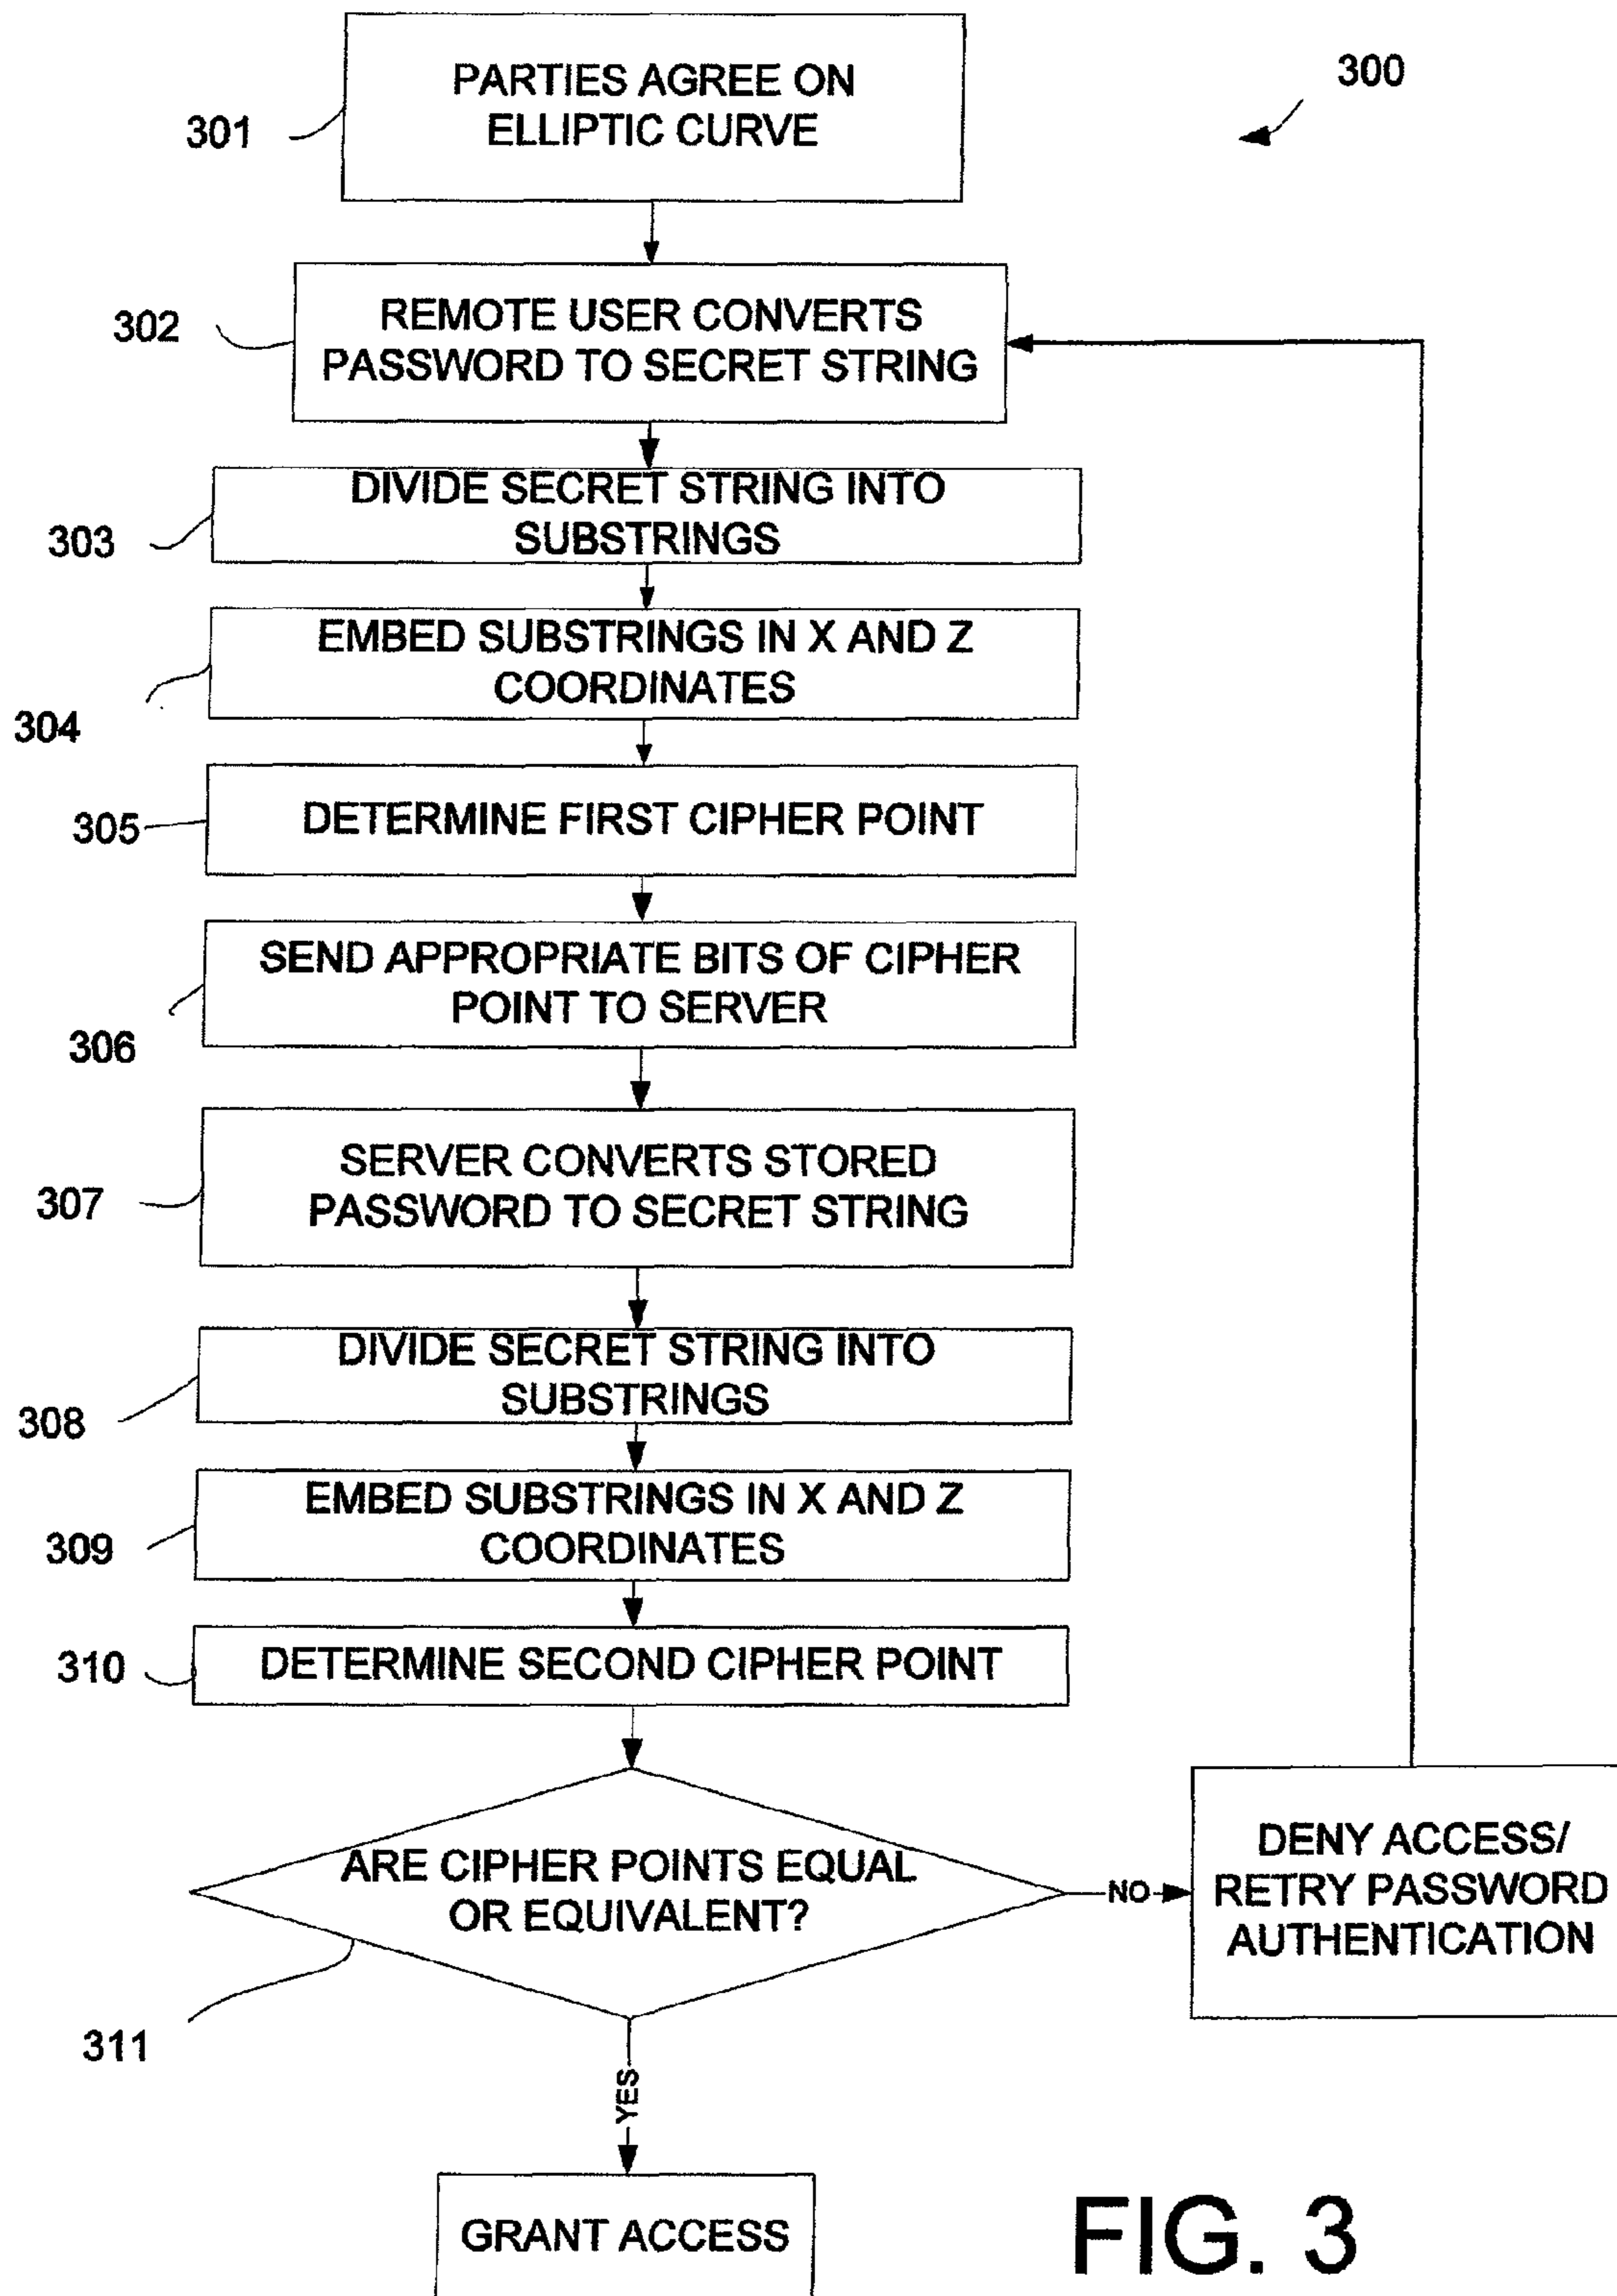 PARTIES AGREE ON
ELLIPTIC CURVE
300
301
REMOTE USER CONVERTS
PASSWORD TO SECRET STRING
302
DIVIDE SECRET STRING INTO
SUBSTRINGS
303
EMBED SUBSTRINGS IN X AND Z
COORDINATES
304
DETERMINE FIRST CIPHER POINT
305
SEND APPROPRIATE BITS OF CIPHER
POINT TO SERVER
306
SERVER CONVERTS STORED
PASSWORD TO SECRET STRING
307
DIVIDE SECRET STRING INTO
SUBSTRINGS
308
EMBED SUBSTRINGS IN X AND Z
COORDINATES
309
DETERMINE SECOND CIPHER POINT
310
ARE CIPHER POINTS EQUAL
OR EQUIVALENT?
311
NO
DENY ACCESS/
RETRY PASSWORD
AUTHENTICATION
YES
GRANT ACCESS
FIG. 3